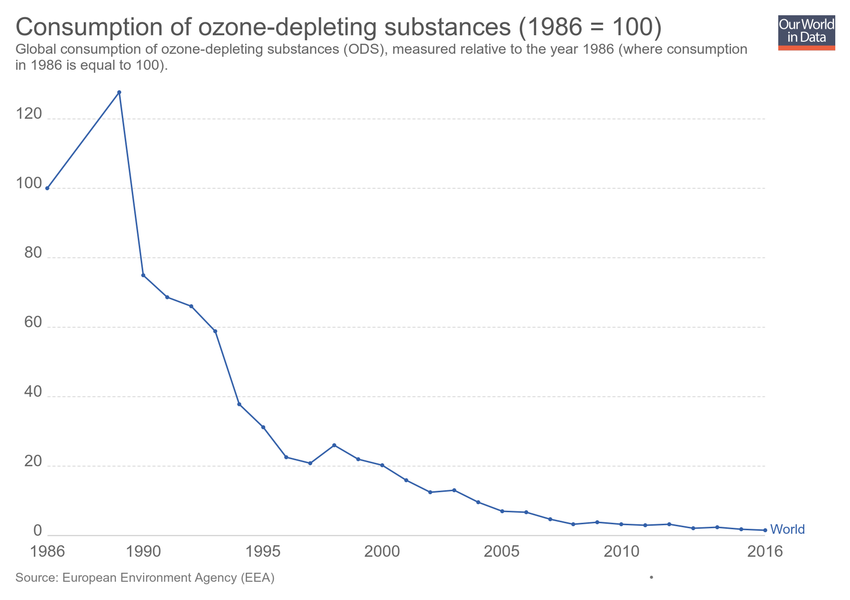 Consumption of ozone-depleting substances (1986 = 100)
Our World
in Data
Global consumption of ozone-depleting substances (ODS), measured relative to the year 1986 (where consumption
in 1986 is equal to 100).
120
100
80
60
40
20
0
World
1986 1990 1995 2000 2005 2010 2016
Source: European Environment Agency (EEA)